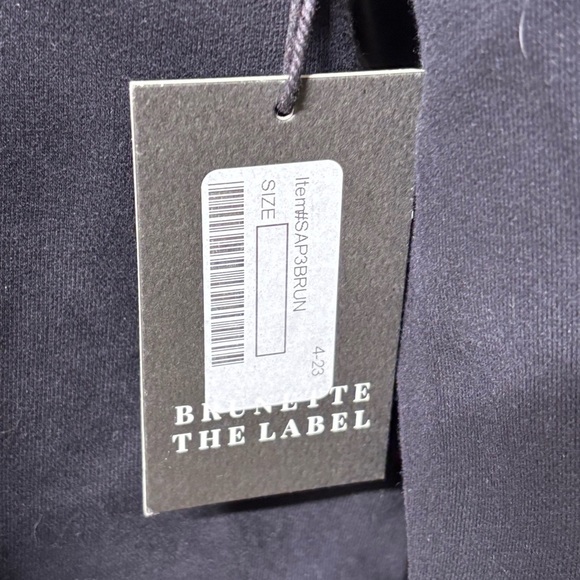 Item#SAP3BRUN 4-23
SIZE
BRUNETTE
THE LABEL